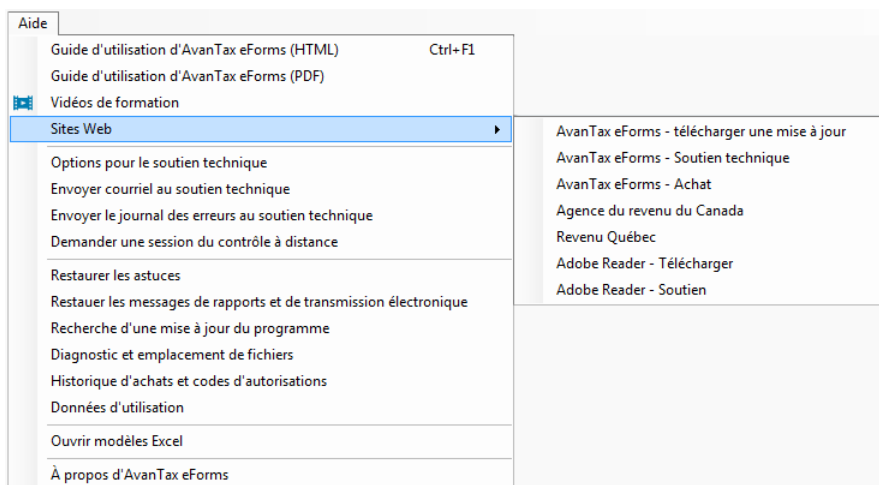 Aide
Guide d'utilisation d'AvanTax eForms (HTML) Ctrl+F1
Guide d'utilisation d'AvanTax eForms (PDF)
Vidéos de formation
Sites Web
AvanTax eForms - télécharger une mise à jour
AvanTax eForms - Soutien technique
AvanTax eForms - Achat
Agence du revenu du Canada
Revenu Québec
Adobe Reader - Télécharger
Adobe Reader - Soutien
Options pour le soutien technique
Envoyer courriel au soutien technique
Envoyer le journal des erreurs au soutien technique
Demander une session du contrôle à distance
Restaurer les astuces
Restauer les messages de rapports et de transmission électronique
Recherche d'une mise à jour du programme
Diagnostic et emplacement de fichiers
Historique d'achats et codes d'autorisations
Données d'utilisation
Ouvrir modèles Excel
À propos d'AvanTax eForms